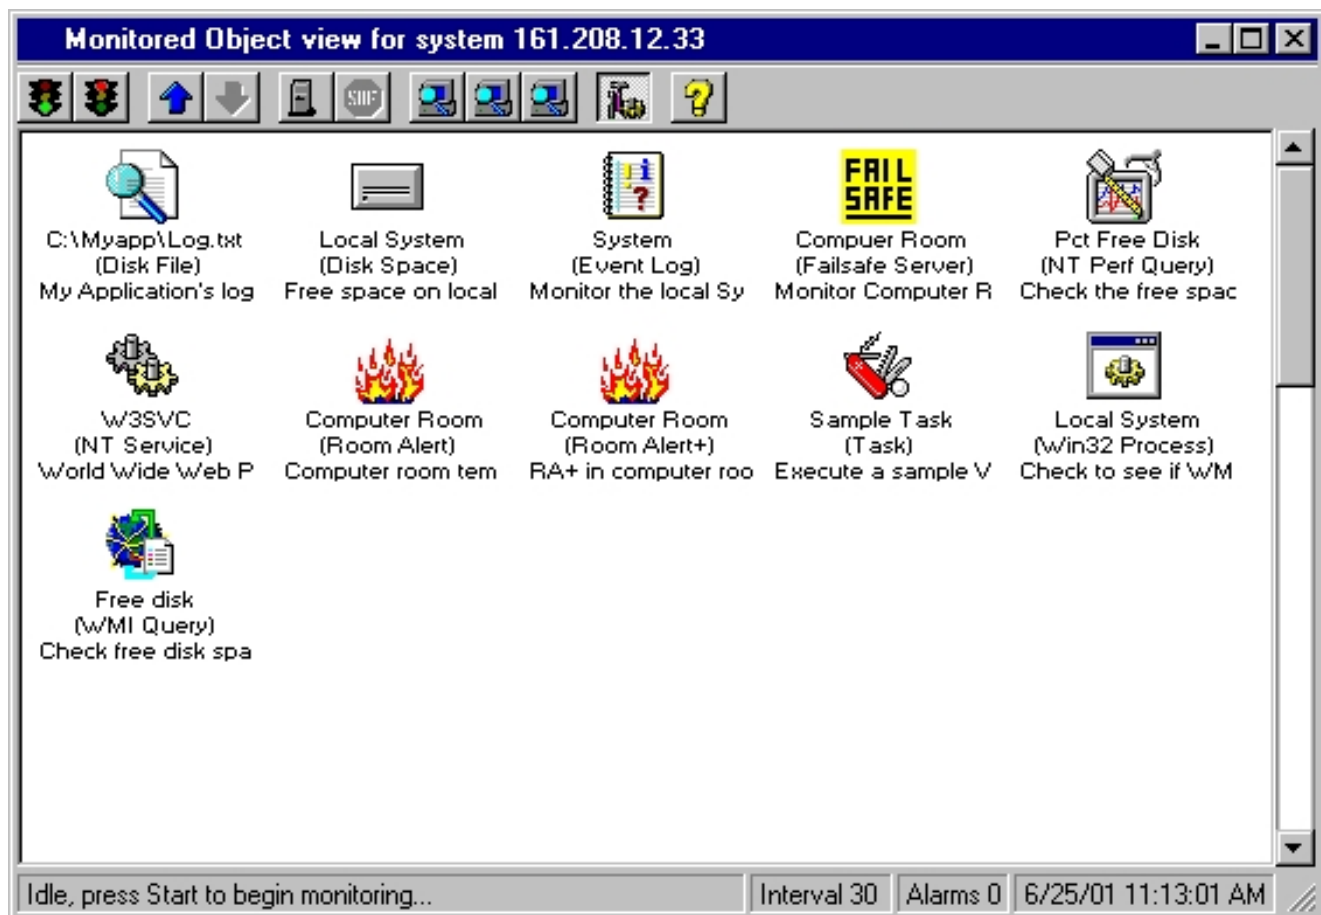 Monitored Object view for system 161.208.12.33
FAIL
SAFE
C:\Myapp\Log.txt
(Disk File)
My Application's log
Local System
(Disk Space)
Free space on local
System
(Event Log)
Monitor the local Sy
Compuer Room
(Failsafe Server)
Monitor Computer R
Pct Free Disk
(NT Perf Query)
Check the free spac
W3SVC
(NT Service)
World Wide Web P
Computer Room
(Room Alert)
Computer room tem
Computer Room
(Room Alert+)
RA+ in computer roo
Sample Task
(Task)
Execute a sample V
Local System
(Win32 Process)
Check to see if WM
Free disk
(WMI Query)
Check free disk spa
Idle, press Start to begin monitoring...
Interval 30
Alarms 0
6/25/01 11:13:01 AM